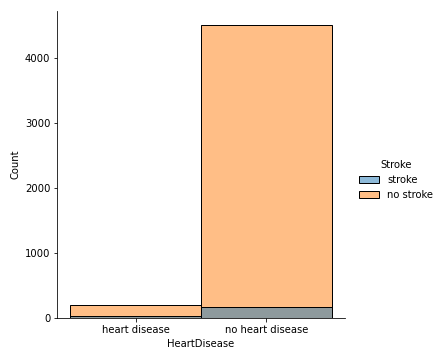 4000
3000
2000
1000
0
Count
heart disease
no heart disease
HeartDisease
Stroke
stroke
no stroke